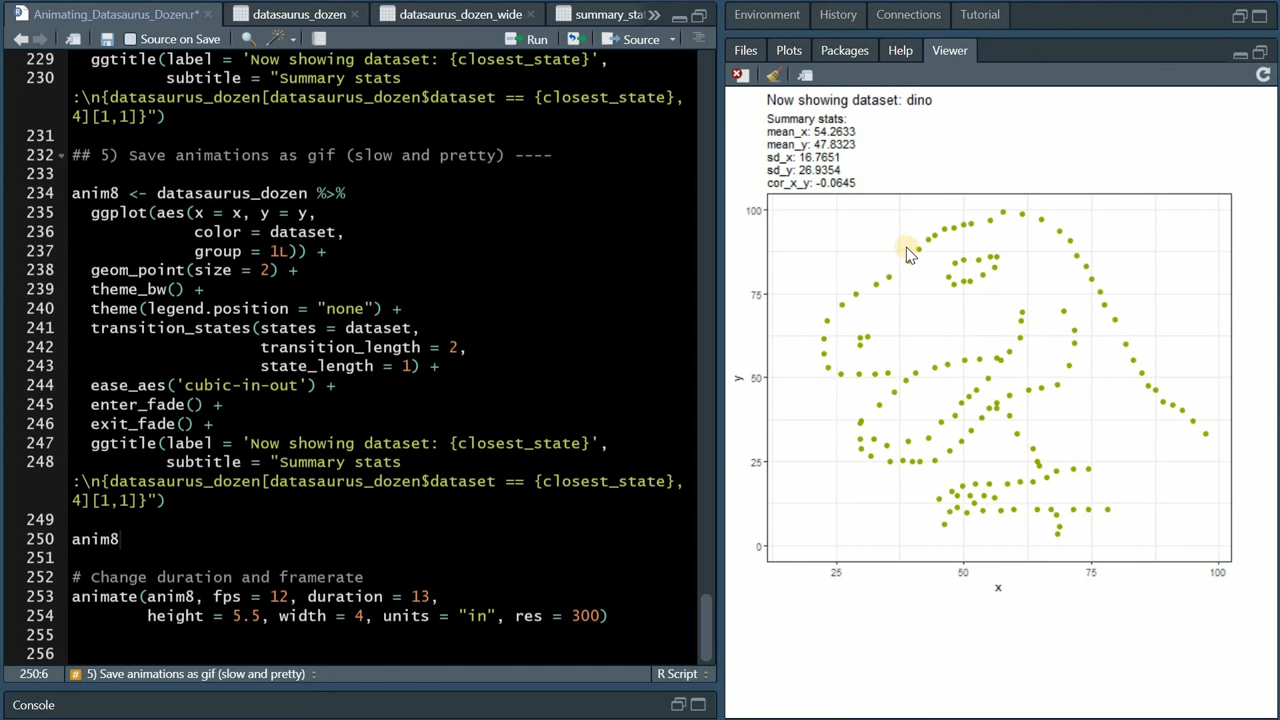 Animating_Datasaurus_Dozen.r*
datasaurus_dozen
datasaurus_dozen_wide
summary_sta
Source on Save
Run
Source
229 ggtitle(label = 'Now showing dataset: {closest_state}',
230 subtitle = "Summary stats
:\n{datasaurus_dozen[datasaurus_dozen$dataset == {closest_state},
4][1,1]}")
231
232 ## 5) Save animations as gif (slow and pretty) ----
233
234 anim8 <- datasaurus_dozen %>%
235 ggplot(aes(x = x, y = y,
236 color = dataset,
237 group = 1L)) +
238 geom_point(size = 2) +
239 theme_bw() +
240 theme(legend.position = "none") +
241 transition_states(states = dataset,
242 transition_length = 2,
243 state_length = 1) +
244 ease_aes('cubic-in-out') +
245 enter_fade() +
246 exit_fade() +
247 ggtitle(label = 'Now showing dataset: {closest_state}',
248 subtitle = "Summary stats
:\n{datasaurus_dozen[datasaurus_dozen$dataset == {closest_state},
4][1,1]}")
249
250 anim8
251
252 # Change duration and framerate
253 animate(anim8, fps = 12, duration = 13,
254 height = 5.5, width = 4, units = "in", res = 300)
255
256
250:6
# 5) Save animations as gif (slow and pretty)
R Script
Console
Environment
History
Connections
Tutorial
Files
Plots
Packages
Help
Viewer
Now showing dataset: dino
Summary stats:
mean_x: 54.2633
mean_y: 47.8323
sd_x: 16.7651
sd_y: 26.9354
cor_x_y: -0.0645
100
75
y
50
25
0
25 50 75 100
x